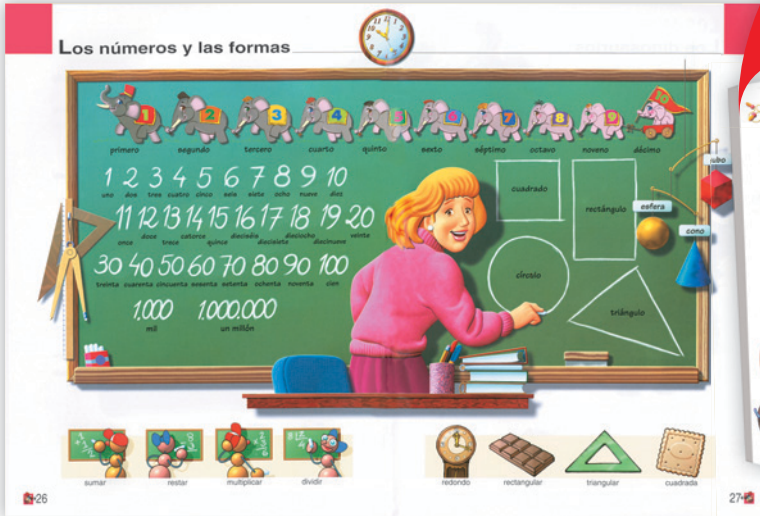 Los números y las formas
1 2 3 4 5 6 7 8 9 10
primero segundo tercero cuarto quinto sexto séptimo octavo noveno décimo
1 2 3 4 5 6 7 8 9 10
uno dos tres cuatro cinco seis siete ocho nueve diez
11 12 13 14 15 16 17 18 19 20
once doce trece catorce quince dieciséis diecisiete dieciocho diecinueve veinte
30 40 50 60 70 80 90 100
treinta cuarenta cincuenta sesenta setenta ochenta noventa cien
1.000 1.000.000
mil un millón
cuadrado
rectángulo
círculo
triángulo
cubo
esfera
cono
sumar restar multiplicar dividir
redondo rectangular triangular cuadrada
26
27